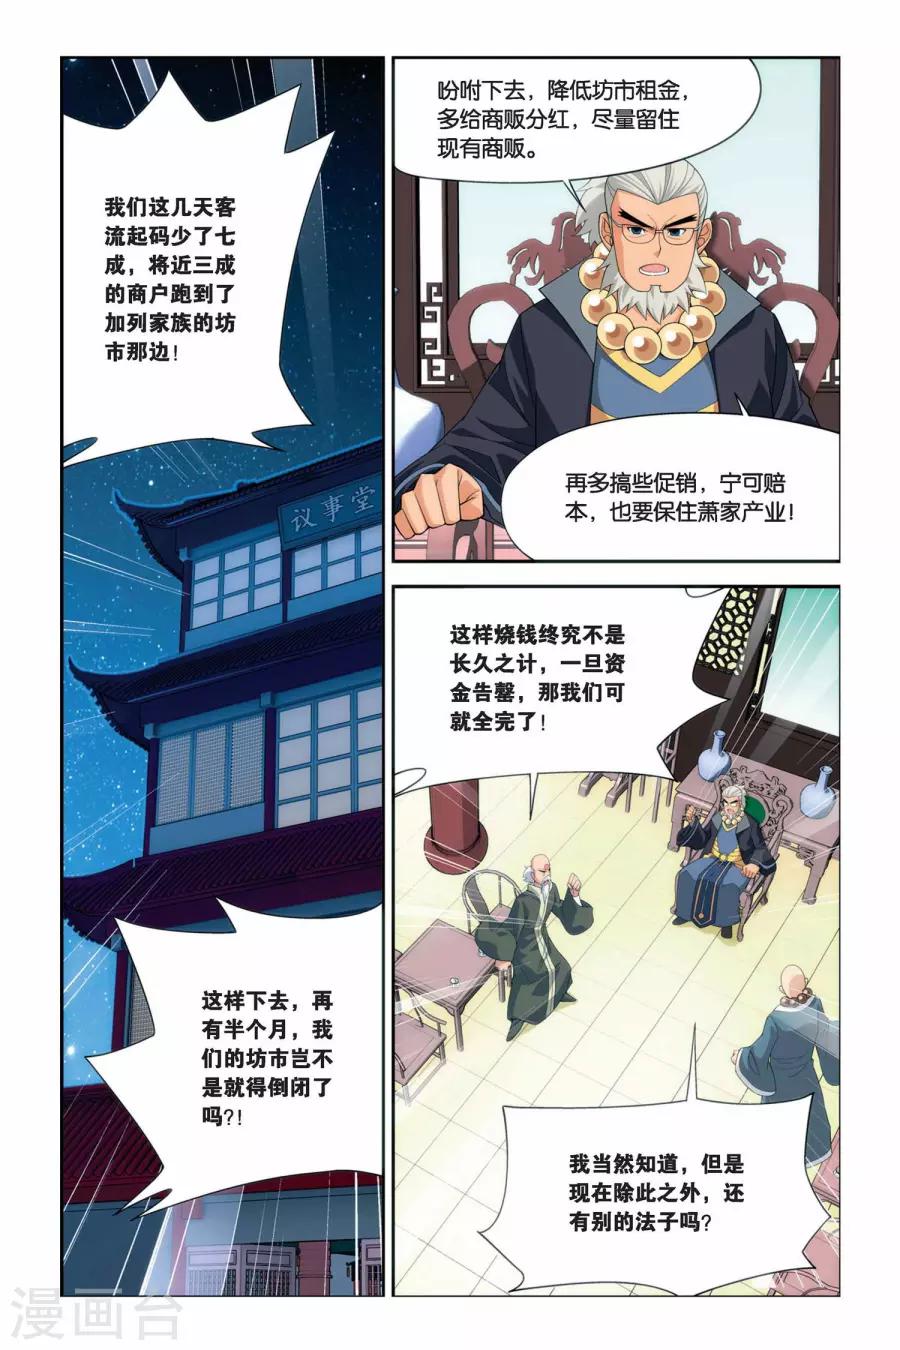 我们这几天客
流起码少了七
成，将近三成
的商户跑到了
加列家族的坊
市那边！
议事堂
这样下去，再
有半个月，我
们的坊市岂不
是就得倒闭了
吗？！
吩咐下去，降低坊市租金，
多给商贩分红，尽量留住
现有商贩。
再多搞些促销，宁可赔
本，也要保住萧家产业！
这样烧钱终究不是
长久之计，一旦资
金告罄，那我们可
就全完了！
我当然知道，但是
现在除此之外，还
有别的法子吗？
漫画台